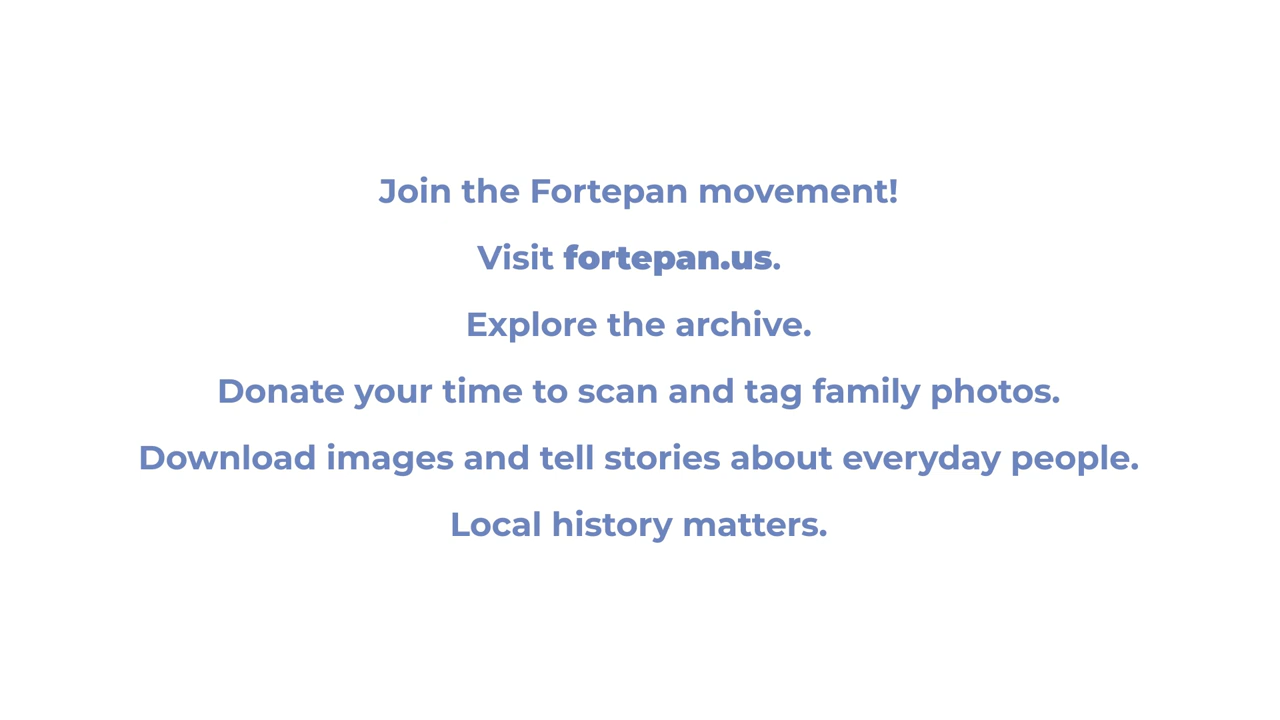 Join the Fortepan movement!
Visit fortepan.us.
Explore the archive.
Donate your time to scan and tag family photos.
Download images and tell stories about everyday people.
Local history matters.